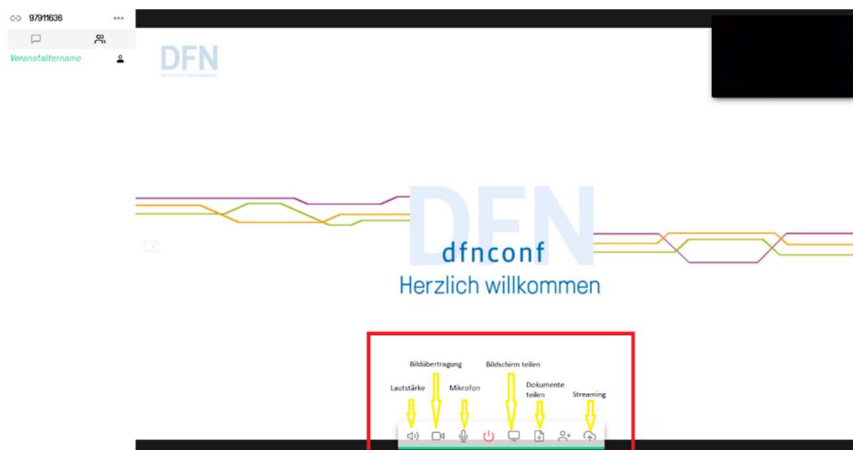 97911636
Veranstaltername
DFN
DFN
dfnconf
Herzlich willkommen
Bildübertragung
Bildschirm teilen
Lautstärke
Mikrofon
Dokumente
teilen
Streaming